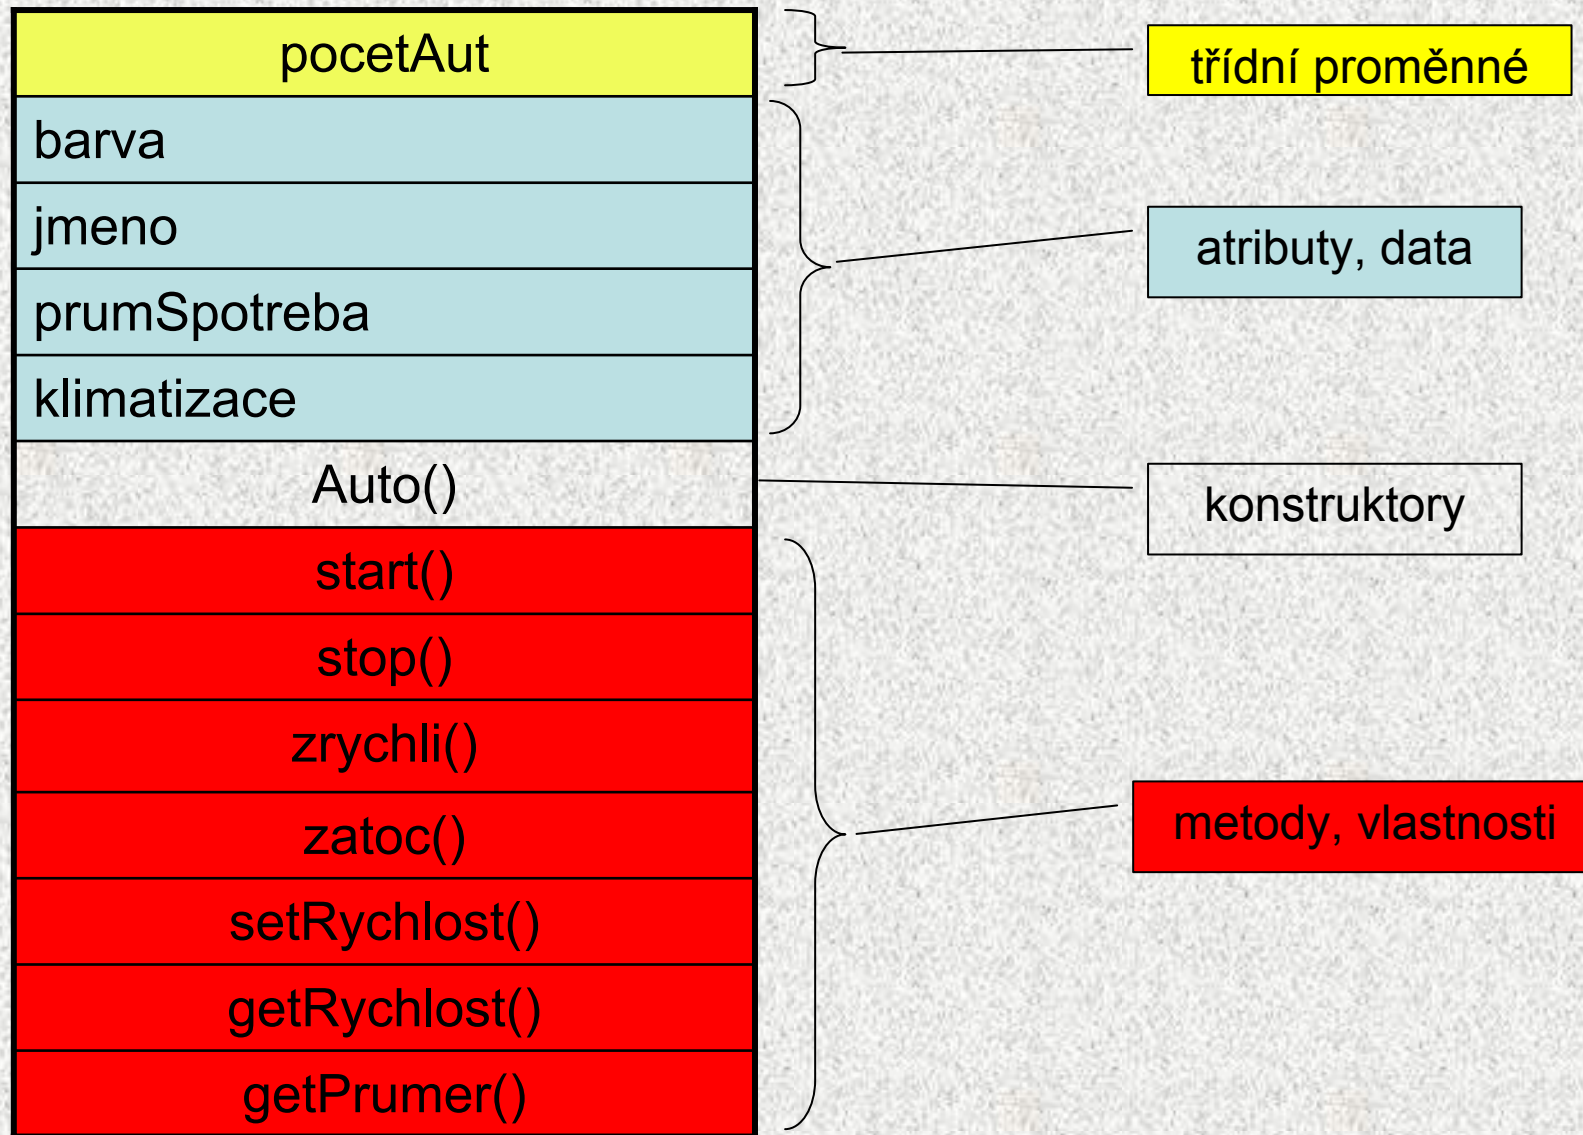 pocetAut
třídní proměnné
barva
jmeno
prumSpotreba
klimatizace
atributy, data
Auto()
konstruktory
start()
stop()
zrychli()
zatoc()
setRychlost()
getRychlost()
getPrumer()
metody, vlastnosti